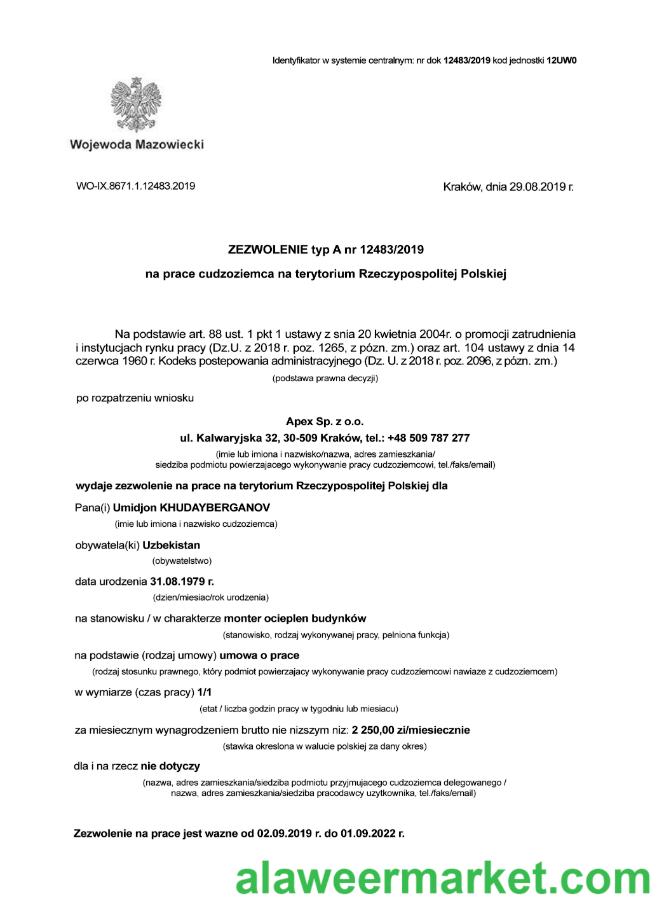 Identyfikator w systemie centralnym: nr dok 12483/2019 kod jednostki 12UW0
Wojewoda Mazowiecki
WO-IX.8671.1.12483.2019
Kraków, dnia 29.08.2019 r.
ZEZWOLENIE typ A nr 12483/2019
na prace cudzoziemca na terytorium Rzeczypospolitej Polskiej
Na podstawie art. 88 ust. 1 pkt 1 ustawy z snia 20 kwietnia 2004r. o promocji zatrudnienia
i instytucjach rynku pracy (Dz.U. z 2018 r. poz. 1265, z pózn. zm.) oraz art. 104 ustawy z dnia 14
czerwca 1960 r. Kodeks postepowania administracyjnego (Dz. U. z 2018 r. poz. 2096, z pózn. zm.)
(podstawa prawna decyzji)
po rozpatrzeniu wniosku
Apex Sp. z o.o.
ul. Kalwaryjska 32, 30-509 Kraków, tel.: +48 509 787 277
(imie lub imiona i nazwisko/nazwa, adres zamieszkania/
siedziba podmiotu powierzajacego wykonywanie pracy cudzoziemcowi, tel./faks/email)
wydaje zezwolenie na prace na terytorium Rzeczypospolitej Polskiej dla
Pana(i) Umidjon KHUDAYBERGANOV
(imie lub imiona i nazwisko cudzoziemca)
obywatela(ki) Uzbekistan
(obywatelstwo)
data urodzenia 31.08.1979 r.
(dzien/miesiac/rok urodzenia)
na stanowisku / w charakterze monter ocieplen budynków
(stanowisko, rodzaj wykonywanej pracy, pelniona funkcja)
na podstawie (rodzaj umowy) umowa o prace
(rodzaj stosunku prawnego, który podmiot powierzajacy wykonywanie pracy cudzoziemcowi nawiaze z cudzoziemcem)
w wymiarze (czas pracy) 1/1
(etat / liczba godzin pracy w tygodniu lub miesiacu)
za miesiecznym wynagrodzeniem brutto nie nizszym niz: 2 250,00 zi/miesiecznie
(stawka okreslona w walucie polskiej za dany okres)
dla i na rzecz nie dotyczy
(nazwa, adres zamieszkania/siedziba podmiotu przyjmujacego cudzoziemca delegowanego /
nazwa, adres zamieszkania/siedziba pracodawcy uzytkownika, tel./faks/email)
Zezwolenie na prace jest wazne od 02.09.2019 r. do 01.09.2022 r.
alaweermarket.com